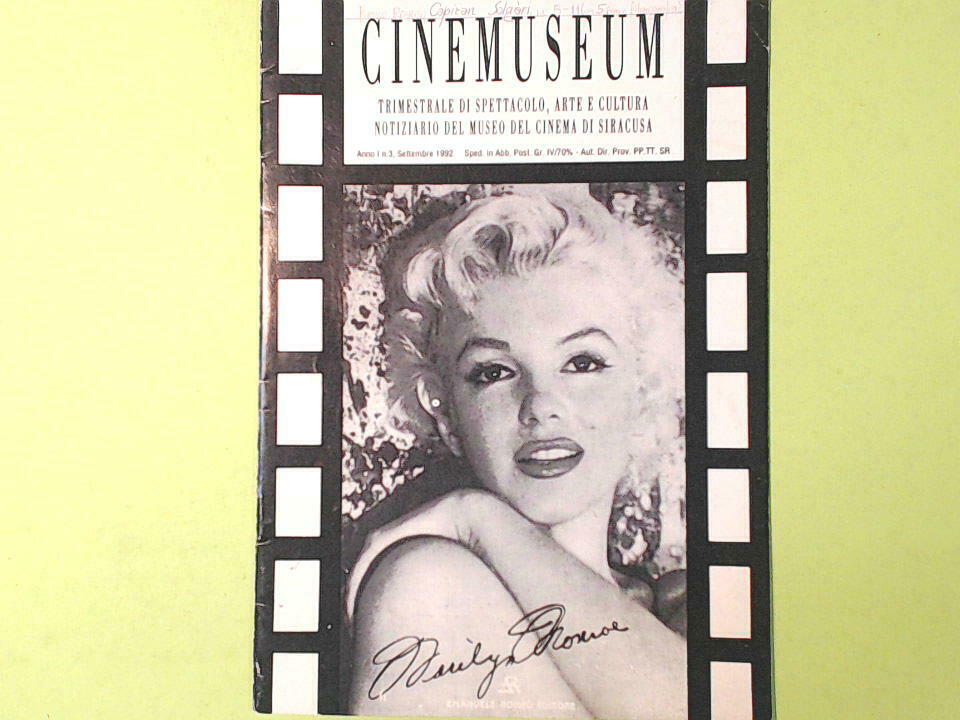 Capitan Solgòri
CINEMUSEUM
TRIMESTRALE DI SPETTACOLO, ARTE E CULTURA
NOTIZIARIO DEL MUSEO DEL CINEMA DI SIRACUSA
Anno I n.3, Settembre 1992 Sped. in Abb. Post. Gr. IV/70% - Aut. Dir. Prov. PP.TT. SR
Marilyn Monroe
EMANUELE ROMEO EDITORE